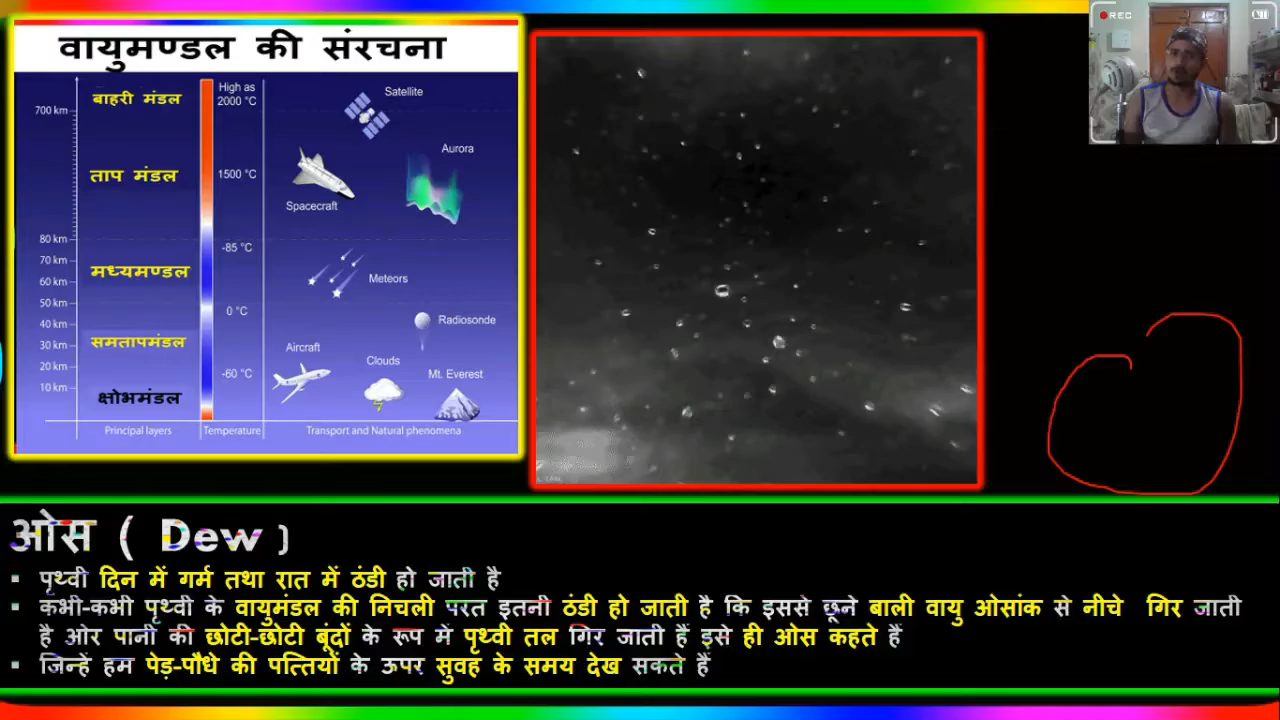 वायुमण्डल की संरचना
REC
बाहरी मंडल
High as
2000 °C
Satellite
700 km
ताप मंडल
1500 °C
Aurora
Spacecraft
80 km
-85 °C
70 km
मध्यमण्डल
Meteors
60 km
50 km
0 °C
40 km
Radiosonde
30 km
समतापमंडल
Aircraft
20 km
Clouds
-60 °C
Mt. Everest
10 km
क्षोभमंडल
Principal layers
Temperature
Transport and Natural phenomena
ओस ( Dew )
▪ पृथ्वी दिन में गर्म तथा रात में ठंडी हो जाती है
▪ कभी-कभी पृथ्वी के वायुमंडल की निचली परत इतनी ठंडी हो जाती है कि इससे छूने बाली वायु ओसांक से नीचे गिर जाती
है ओर पानी की छोटी-छोटी बूंदों के रूप में पृथ्वी तल गिर जाती हैं इसे ही ओस कहते हैं
▪ जिन्हें हम पेड़-पौधे की पत्तियों के ऊपर सुवह के समय देख सकते हैं